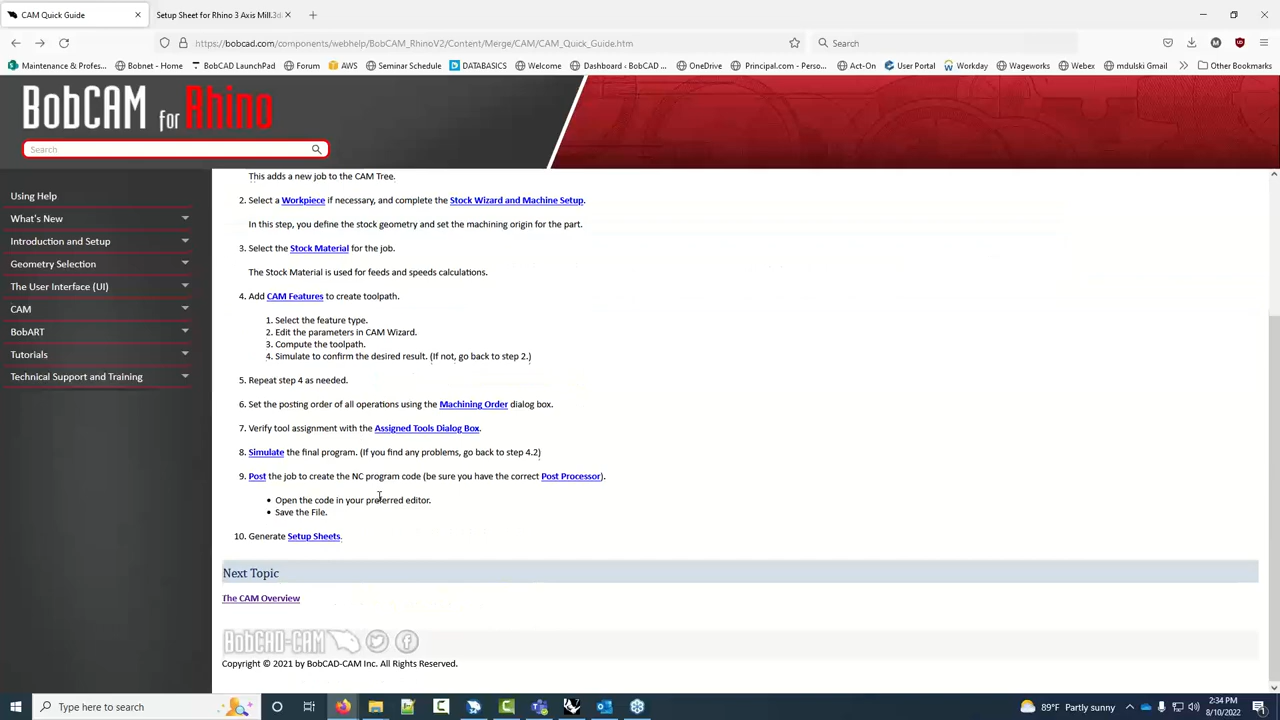 CAM Quick Guide
Setup Sheet for Rhino 3 Axis Mill.3d
https://bobcad.com/components/webhelp/BobCAM_RhinoV2/Content/Merge/CAM/CAM_Quick_Guide.htm
Search
Maintenance & Profes...
Bobnet - Home
BobCAD LaunchPad
Forum
AWS
Seminar Schedule
DATABASICS
Welcome
Dashboard ‹ BobCAD ...
OneDrive
Principal.com - Perso...
Act-On
User Portal
Workday
Wageworks
Webex
mdulski Gmail
Other Bookmarks
BobCAM for Rhino
Search
Using Help
What's New
Introduction and Setup
Geometry Selection
The User Interface (UI)
CAM
BobART
Tutorials
Technical Support and Training
This adds a new job to the CAM Tree.
2. Select a Workpiece if necessary, and complete the Stock Wizard and Machine Setup.
In this step, you define the stock geometry and set the machining origin for the part.
3. Select the Stock Material for the job.
The Stock Material is used for feeds and speeds calculations.
4. Add CAM Features to create toolpath.
1. Select the feature type.
2. Edit the parameters in CAM Wizard.
3. Compute the toolpath.
4. Simulate to confirm the desired result. (If not, go back to step 2.)
5. Repeat step 4 as needed.
6. Set the posting order of all operations using the Machining Order dialog box.
7. Verify tool assignment with the Assigned Tools Dialog Box.
8. Simulate the final program. (If you find any problems, go back to step 4.2)
9. Post the job to create the NC program code (be sure you have the correct Post Processor).
• Open the code in your preferred editor.
• Save the File.
10. Generate Setup Sheets.
Next Topic
The CAM Overview
BobCAD-CAM
Copyright © 2021 by BobCAD-CAM Inc. All Rights Reserved.
Type here to search
89°F Partly sunny
2:34 PM
8/10/2022